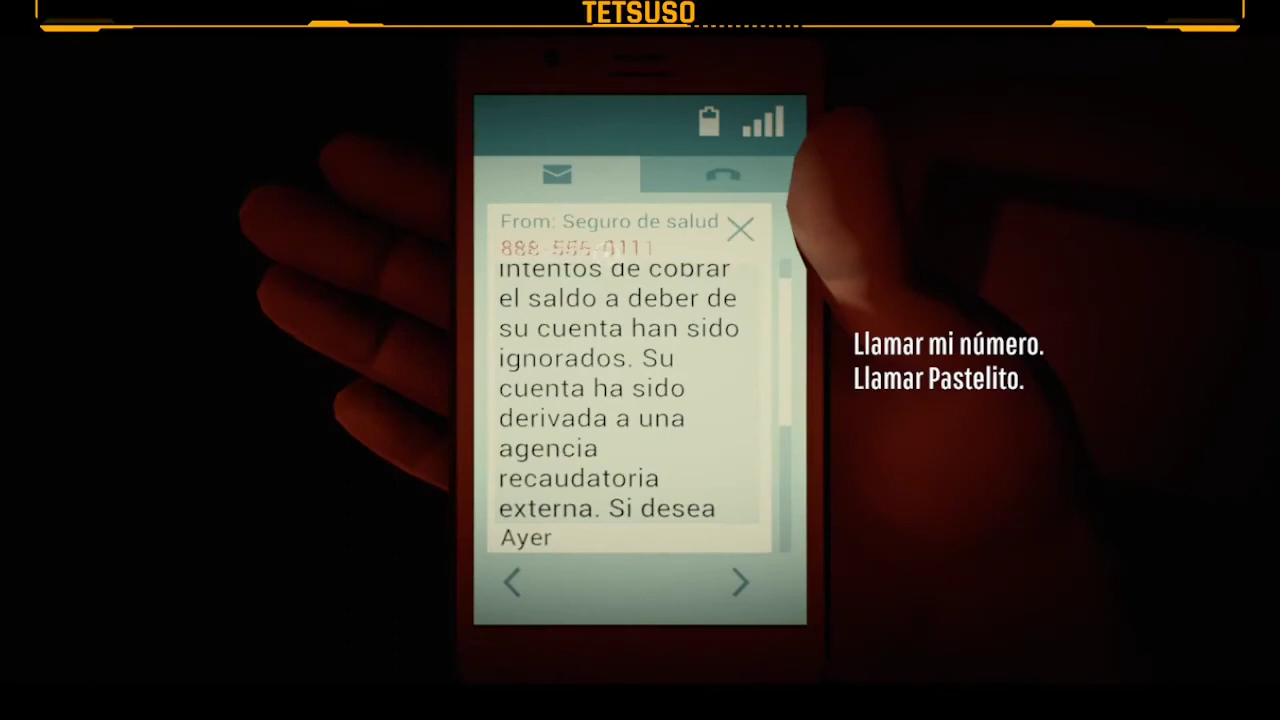 TETSUSO
From: Seguro de salud
888-555-0111
intentos de cobrar
el saldo a deber de
su cuenta han sido
ignorados. Su
cuenta ha sido
derivada a una
agencia
recaudatoria
externa. Si desea
Ayer
Llamar mi número.
Llamar Pastelito.